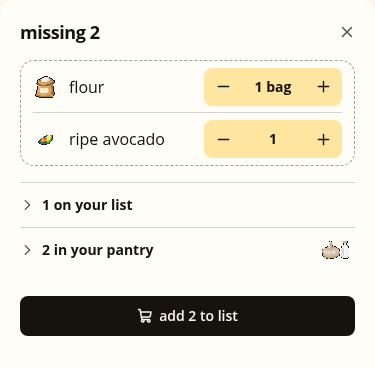 missing 2
flour
− 1 bag +
ripe avocado
− 1 +
1 on your list
2 in your pantry
add 2 to list